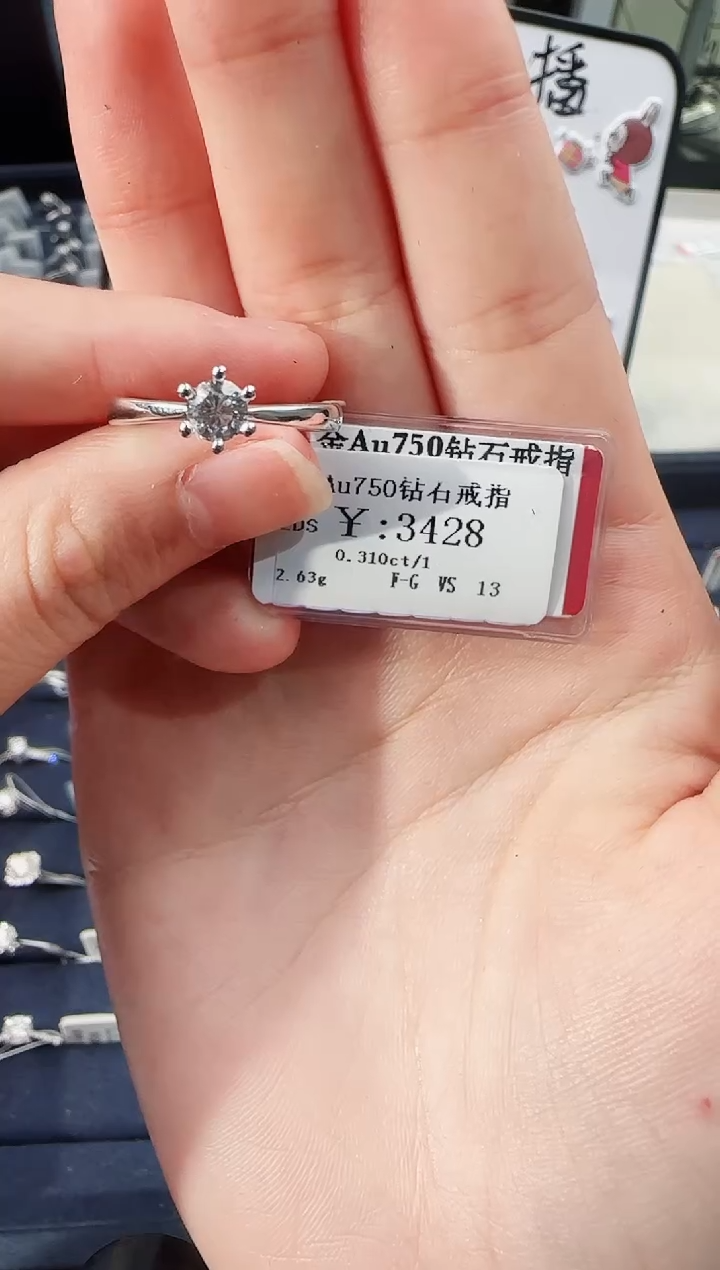 播
金Au750钻石戒指
Au750钻石戒指
¥:3428
0.310ct/1
2.63g F-G VS 13